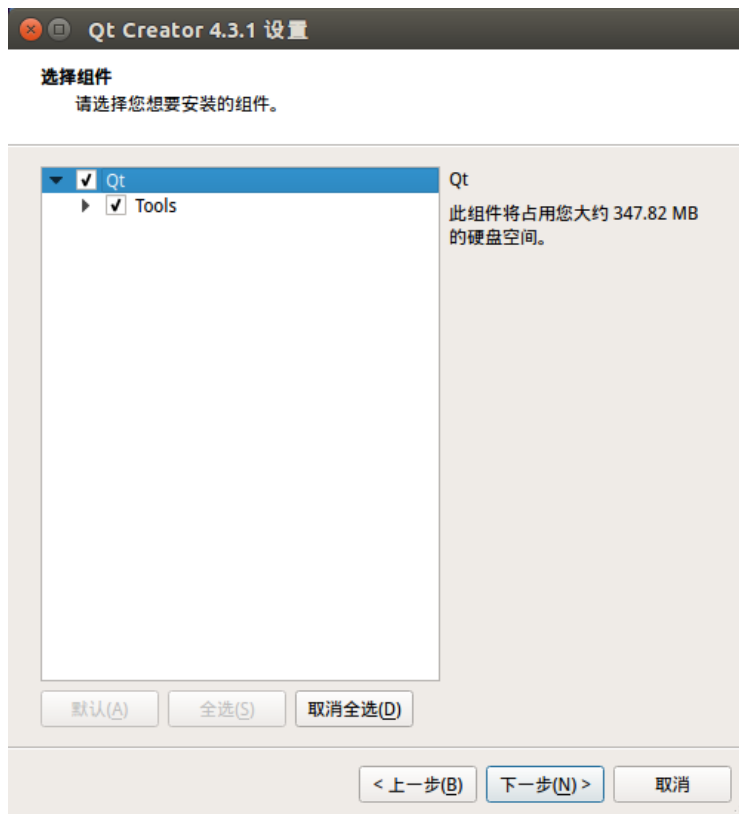 Qt Creator 4.3.1 设置
选择组件
请选择您想要安装的组件。
Qt
Tools
Qt
此组件将占用您大约 347.82 MB
的硬盘空间。
默认(A) 全选(S) 取消全选(D)
< 上一步(B) 下一步(N) > 取消